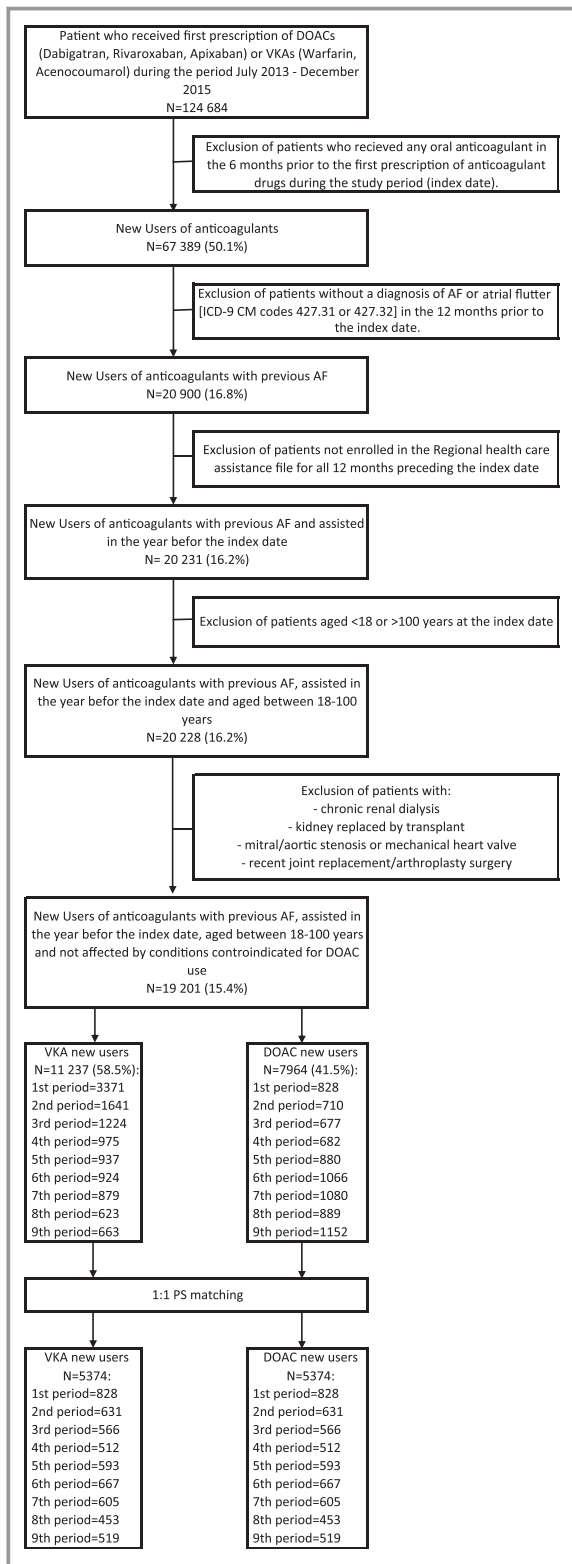 Patient who received first prescription of DOACs
(Dabigatran, Rivaroxaban, Apixaban) or VKAs (Warfarin,
Acenocoumarol) during the period July 2013 - December
2015
N=124 684
Exclusion of patients who recieved any oral anticoagulant in
the 6 months prior to the first prescription of anticoagulant
drugs during the study period (index date).
New Users of anticoagulants
N=67 389 (50.1%)
Exclusion of patients without a diagnosis of AF or atrial flutter
[ICD-9 CM codes 427.31 or 427.32] in the 12 months prior to
the index date.
New Users of anticoagulants with previous AF
N=20 900 (16.8%)
Exclusion of patients not enrolled in the Regional health care
assistance file for all 12 months preceding the index date
New Users of anticoagulants with previous AF and assisted
in the year befor the index date
N= 20 231 (16.2%)
Exclusion of patients aged <18 or >100 years at the index date
New Users of anticoagulants with previous AF, assisted in
the year befor the index date and aged between 18-100
years
N=20 228 (16.2%)
Exclusion of patients with:
- chronic renal dialysis
- kidney replaced by transplant
- mitral/aortic stenosis or mechanical heart valve
- recent joint replacement/arthroplasty surgery
New Users of anticoagulants with previous AF, assisted in
the year befor the index date, aged between 18-100 years
and not affected by conditions controindicated for DOAC
use
N=19 201 (15.4%)
VKA new users
N=11 237 (58.5%):
1st period=3371
2nd period=1641
3rd period=1224
4th period=975
5th period=937
6th period=924
7th period=879
8th period=623
9th period=663
DOAC new users
N=7964 (41.5%):
1st period=828
2nd period=710
3rd period=677
4th period=682
5th period=880
6th period=1066
7th period=1080
8th period=889
9th period=1152
1:1 PS matching
VKA new users
N=5374:
1st period=828
2nd period=631
3rd period=566
4th period=512
5th period=593
6th period=667
7th period=605
8th period=453
9th period=519
DOAC new users
N=5374:
1st period=828
2nd period=631
3rd period=566
4th period=512
5th period=593
6th period=667
7th period=605
8th period=453
9th period=519